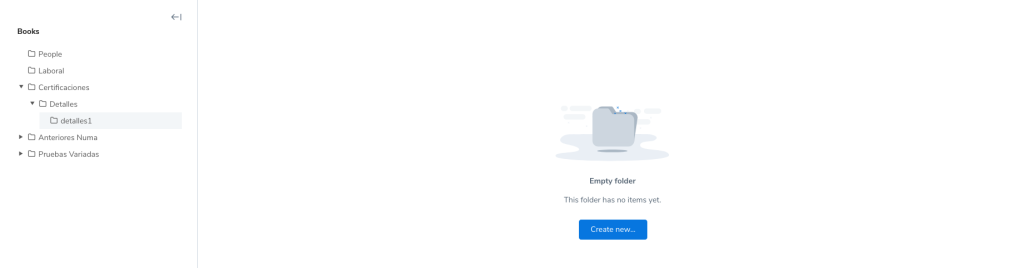 Books
People
Laboral
Certificaciones
Detalles
detalles1
Anteriores Numa
Pruebas Variadas
Empty folder
This folder has no items yet.
Create new...